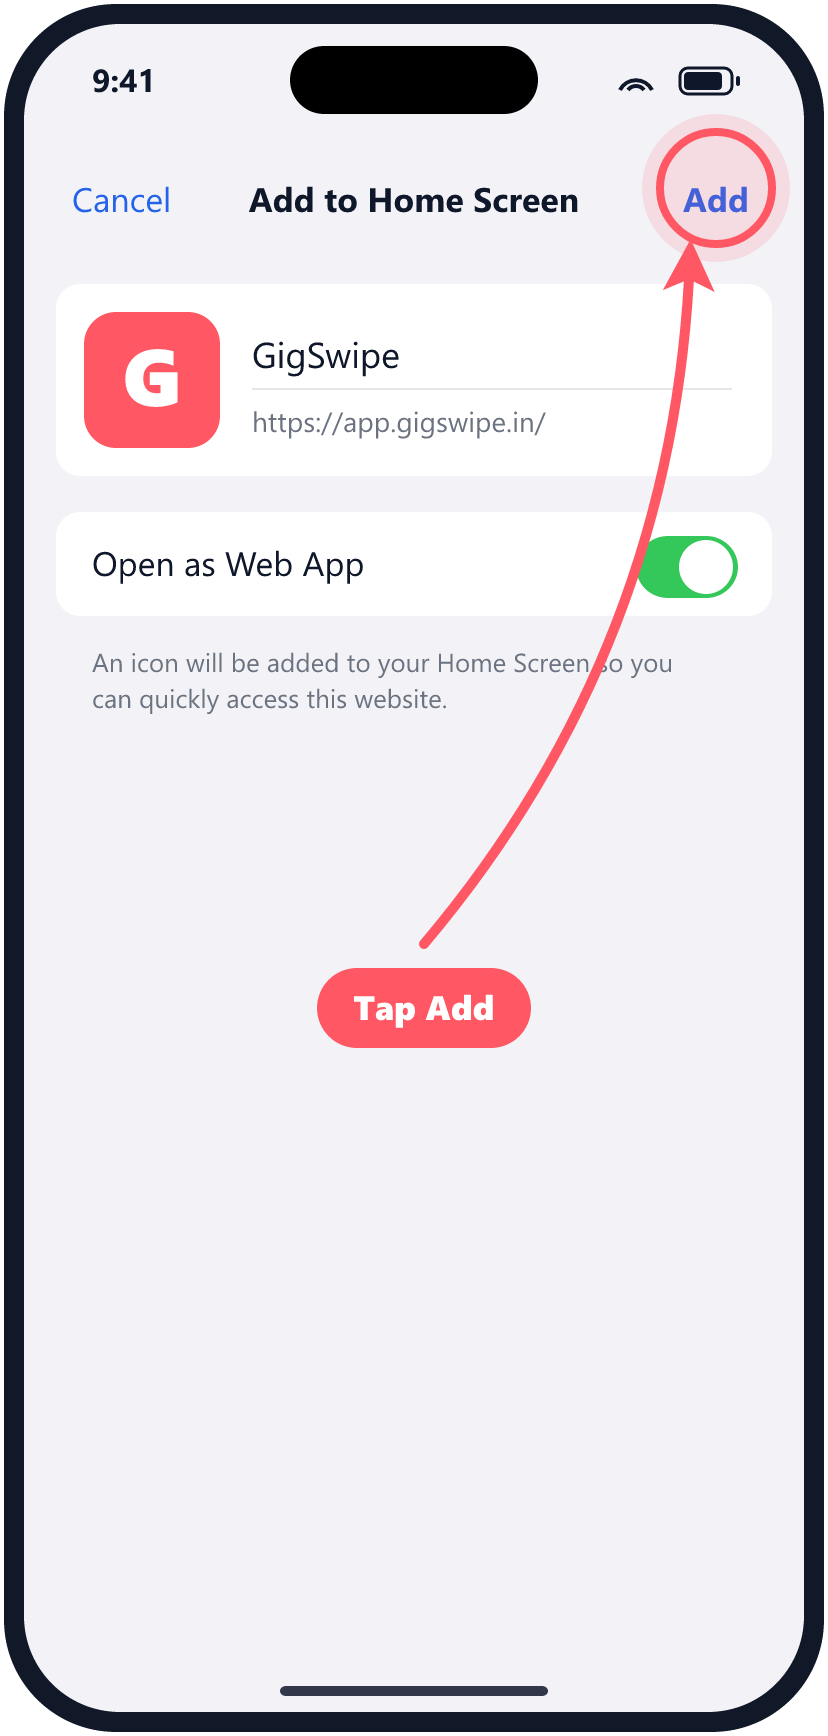 9:41
Cancel
Add to Home Screen
Add
G
GigSwipe
https://app.gigswipe.in/
Open as Web App
An icon will be added to your Home Screen so you
can quickly access this website.
Tap Add